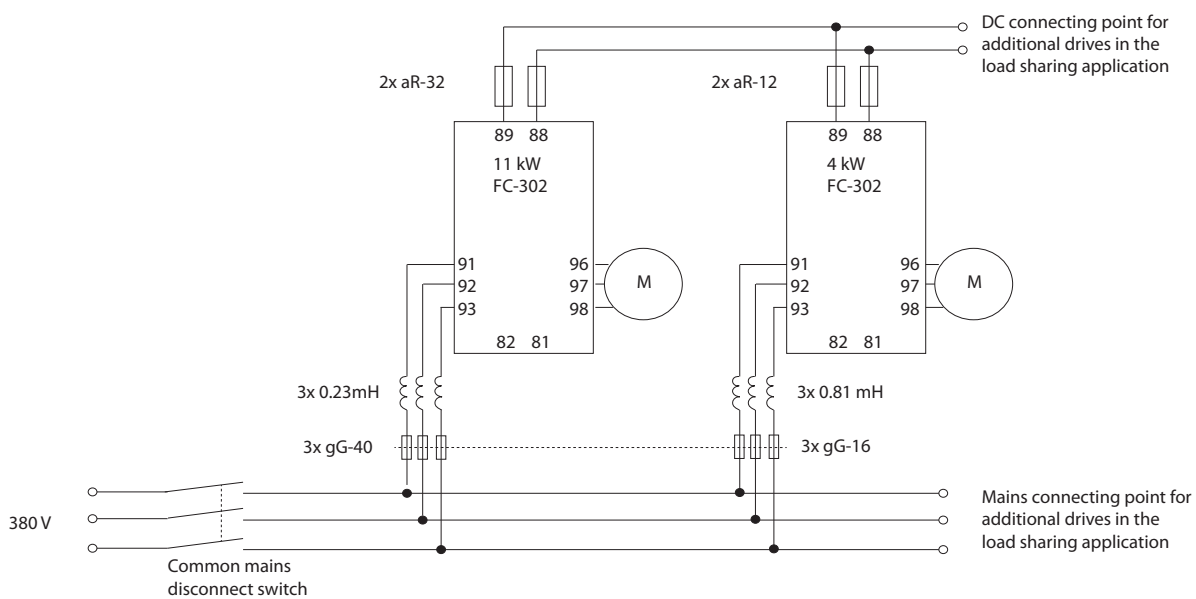 DC connecting point for
additional drives in the
load sharing application
2x aR-32
2x aR-12
89 88
89 88
11 kW
FC-302
4 kW
FC-302
91
92
93
96
97
98
M
91
92
93
96
97
98
M
82 81
82 81
3x 0.23mH
3x 0.81 mH
3x gG-40
3x gG-16
380 V
Mains connecting point for
additional drives in the
load sharing application
Common mains
disconnect switch